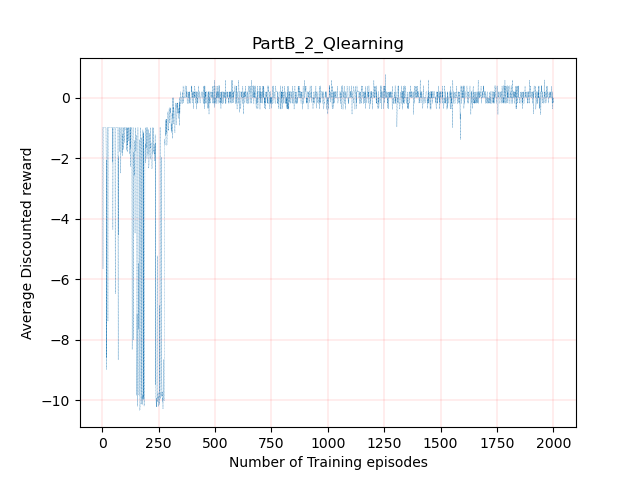 PartB_2_Qlearning
Average Discounted reward
0
−2
−4
−6
−8
−10
0 250 500 750 1000 1250 1500 1750 2000
Number of Training episodes